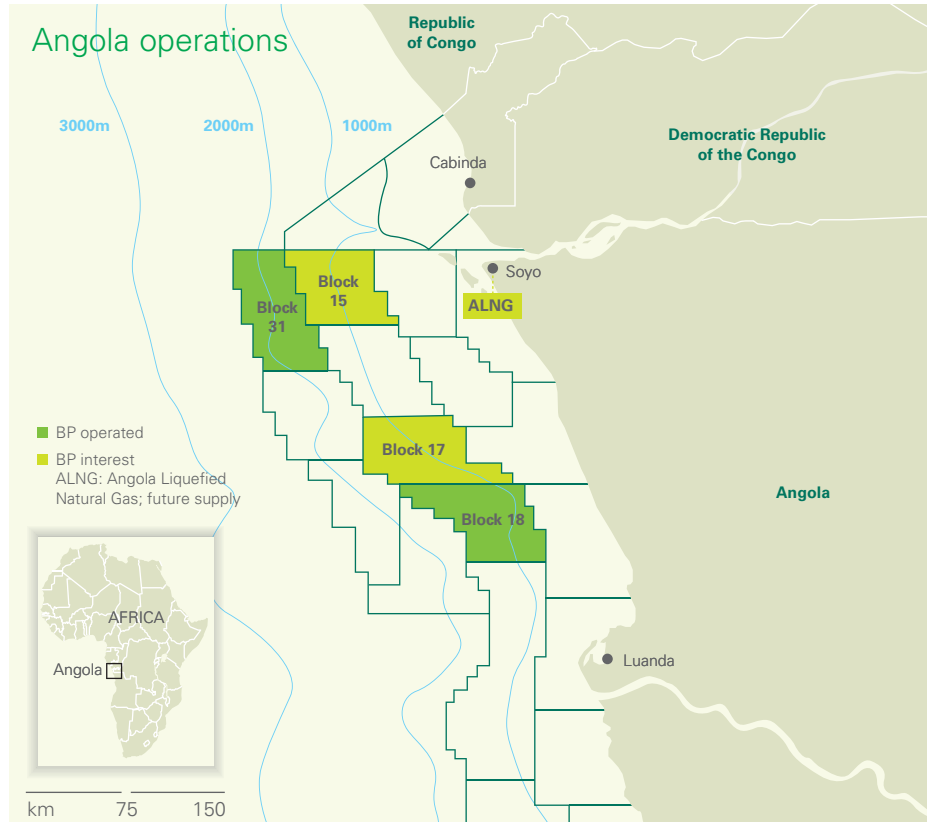 Angola operations
Republic
of Congo
3000m
2000m
1000m
Democratic Republic
of the Congo
Cabinda
Soyo
ALNG
Block
15
Block
31
BP operated
BP interest
ALNG: Angola Liquefied
Natural Gas; future supply
Block 17
Block 18
Angola
AFRICA
Angola
Luanda
km 75 150